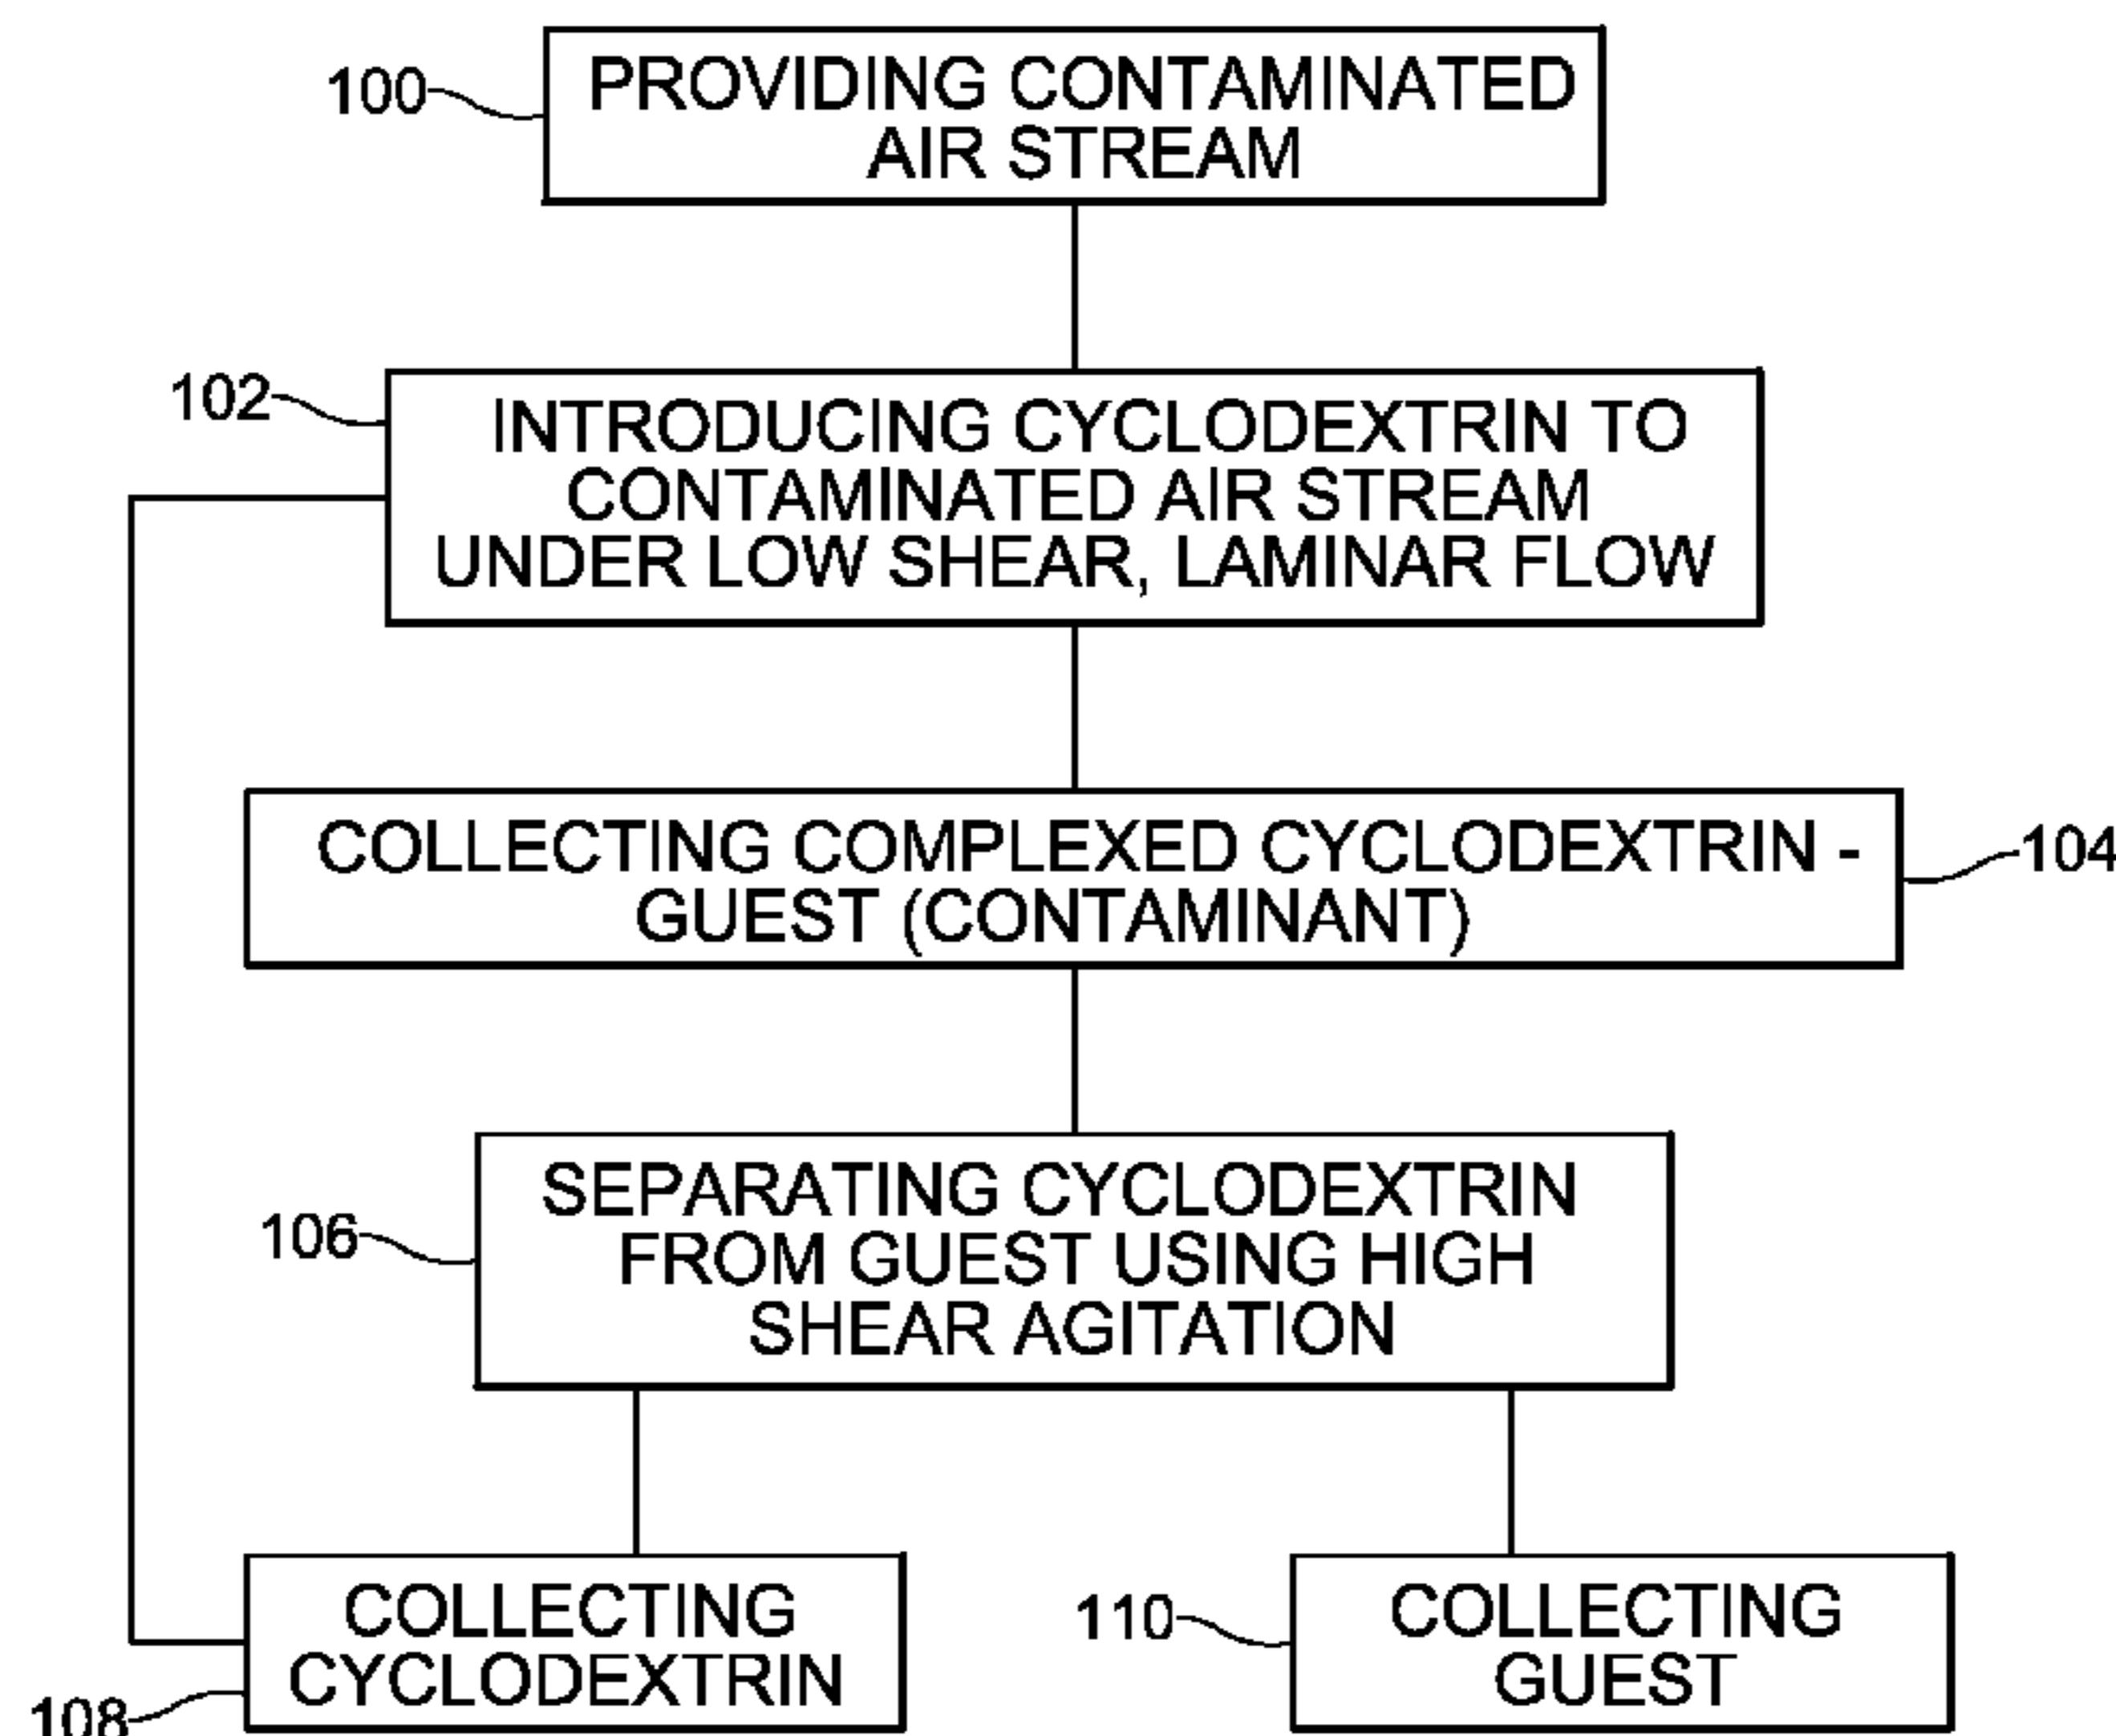 100
PROVIDING CONTAMINATED
AIR STREAM
102
INTRODUCING CYCLODEXTRIN TO
CONTAMINATED AIR STREAM
UNDER LOW SHEAR, LAMINAR FLOW
COLLECTING COMPLEXED CYCLODEXTRIN -
GUEST (CONTAMINANT)
104
106
SEPARATING CYCLODEXTRIN
FROM GUEST USING HIGH
SHEAR AGITATION
COLLECTING
CYCLODEXTRIN
108
110
COLLECTING
GUEST